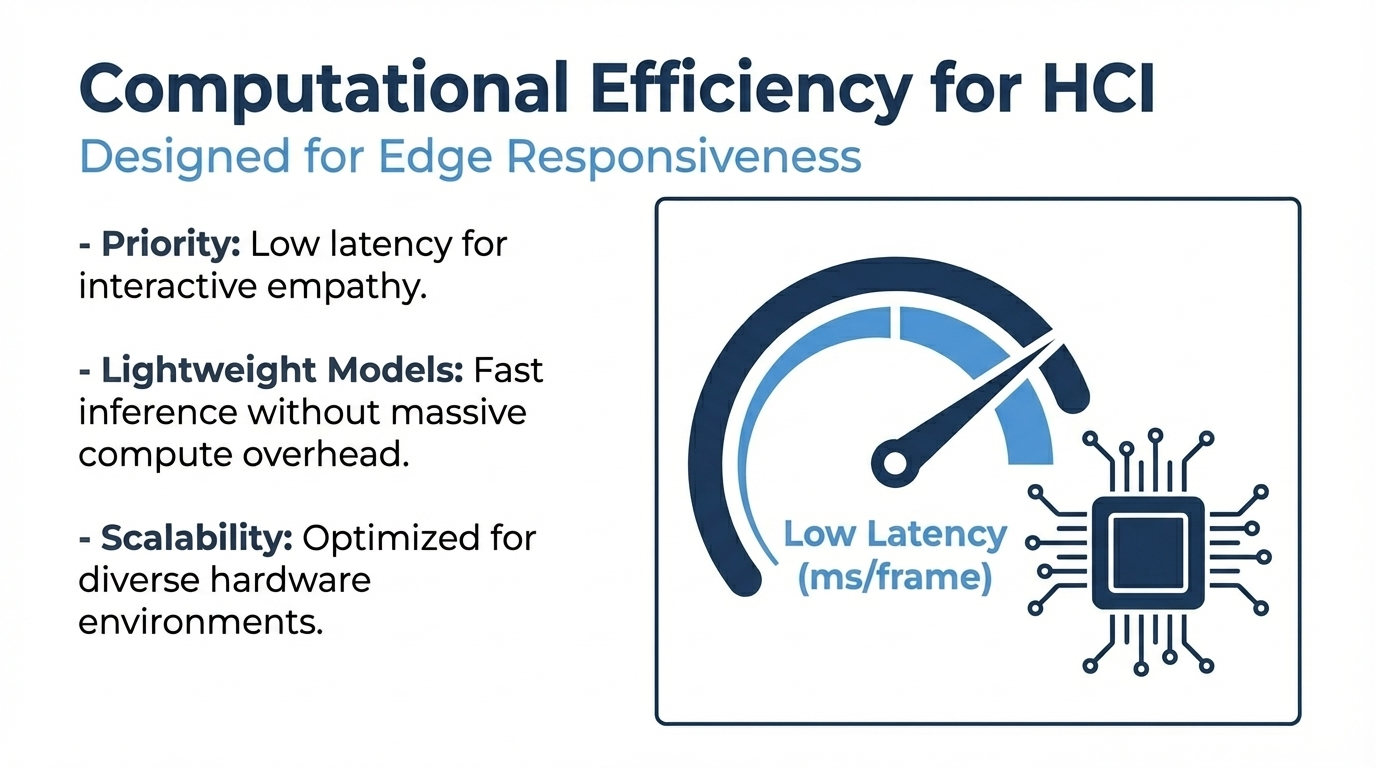 Computational Efficiency for HCI
Designed for Edge Responsiveness
- Priority: Low latency for
interactive empathy.
- Lightweight Models: Fast
inference without massive
compute overhead.
- Scalability: Optimized for
diverse hardware
environments.
Low Latency
(ms/frame)